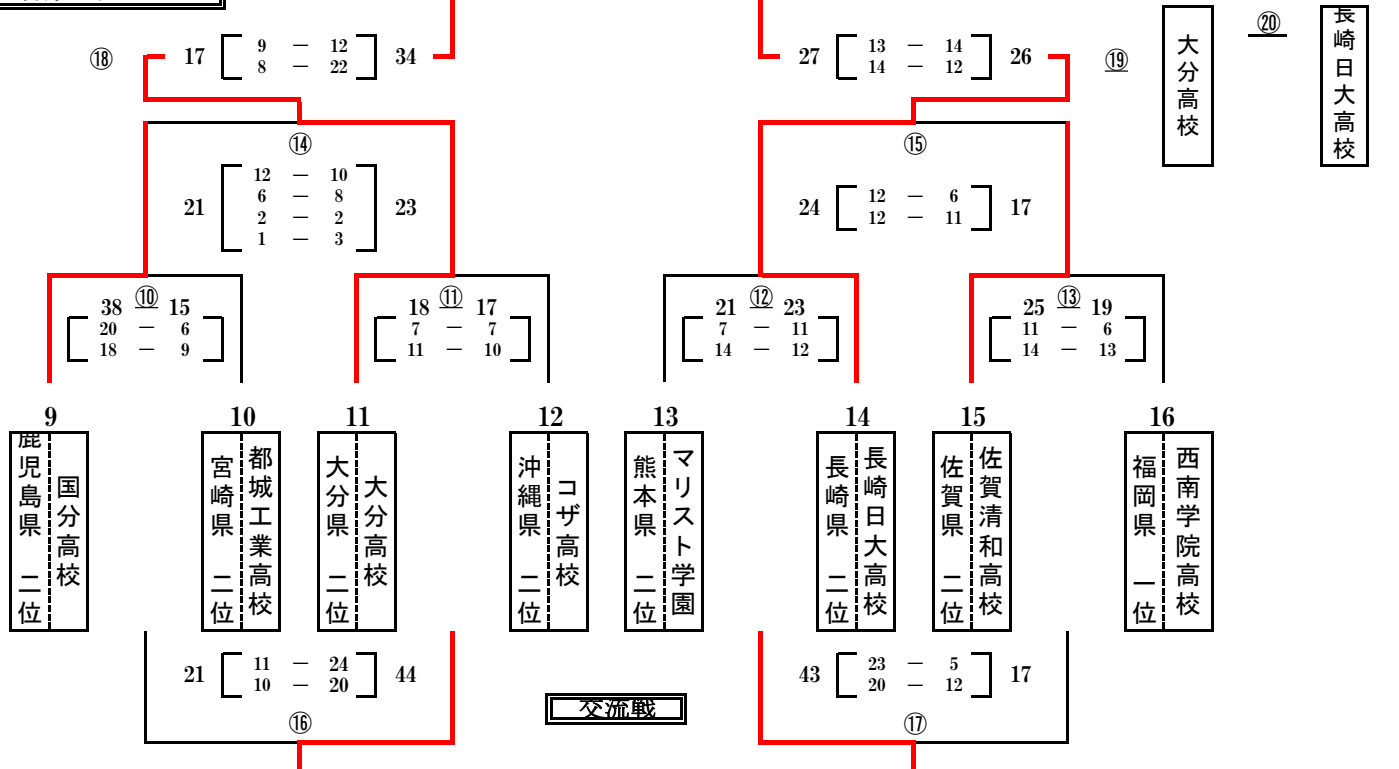 ⑱ 17 9 － 12 34
8 － 22
27 13 － 14 26 ⑲
14 － 12
大分高校
⑳
長崎日大高校
⑭
21 12 － 10 23
6 － 8
2 － 2
1 － 3
⑮
24 12 － 6 17
12 － 11
38 ⑩ 15
20 － 6
18 － 9
18 ⑪ 17
7 － 7
11 － 10
21 ⑫ 23
7 － 11
14 － 12
25 ⑬ 19
11 － 6
14 － 13
9
鹿児島県 二位
国分高校
10
宮崎県 二位
都城工業高校
11
大分県 二位
大分高校
12
沖縄県 二位
コザ高校
13
熊本県 二位
マリスト学園
14
長崎県 二位
長崎日大高校
15
佐賀県 二位
佐賀清和高校
16
福岡県 一位
西南学院高校
21 11 － 24 44
10 － 20
⑯
交流戦
43 23 － 5 17
20 － 12
⑰